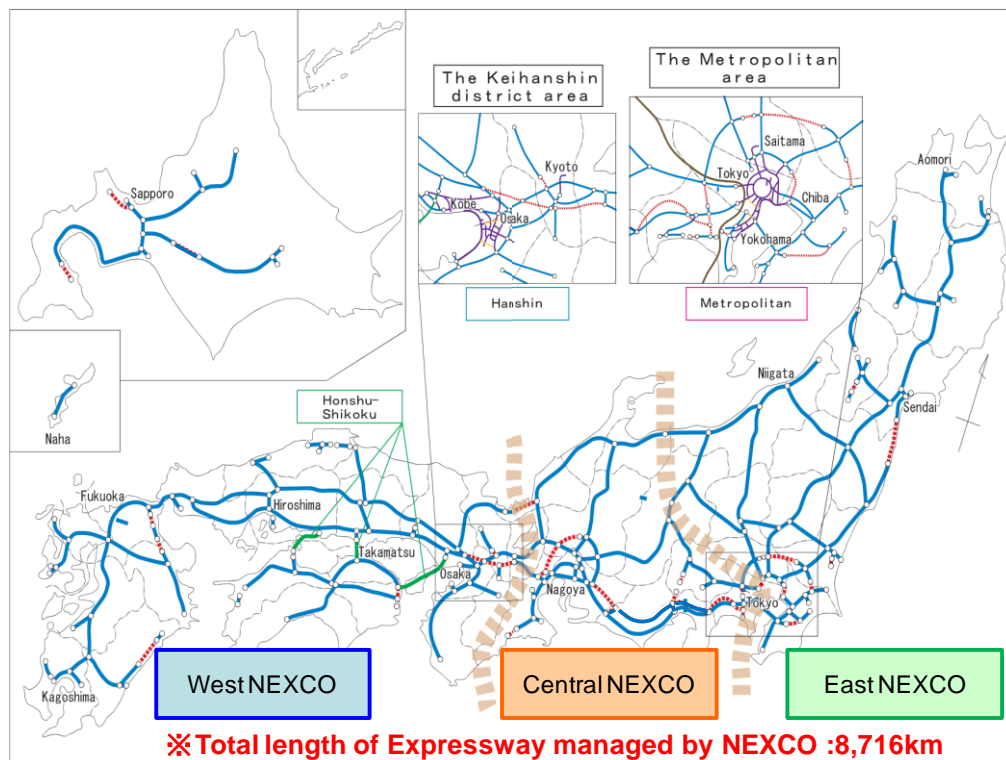 The Keihanshin
district area
The Metropolitan
area
Kyoto
Kobe
Osaka
Hanshin
Saitama
Tokyo
Chiba
Yokohama
Metropolitan
Aomori
Sapporo
Naha
Honshu-
Shikoku
Niigata
Sendai
Fukuoka
Hiroshima
Takamatsu
Osaka
Nagoya
Tokyo
Kagoshima
West NEXCO
Central NEXCO
East NEXCO
※ Total length of Expressway managed by NEXCO :8,716km